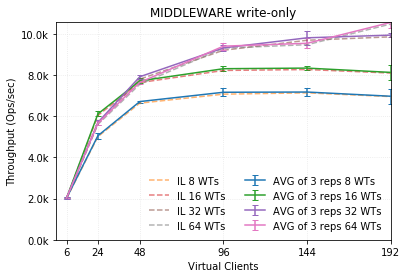 MIDDLEWARE write-only
Throughput (Ops/sec)
10.0k
8.0k
6.0k
4.0k
2.0k
0.0k
IL 8 WTs
IL 16 WTs
IL 32 WTs
IL 64 WTs
AVG of 3 reps 8 WTs
AVG of 3 reps 16 WTs
AVG of 3 reps 32 WTs
AVG of 3 reps 64 WTs
6 24 48 96 144 192
Virtual Clients